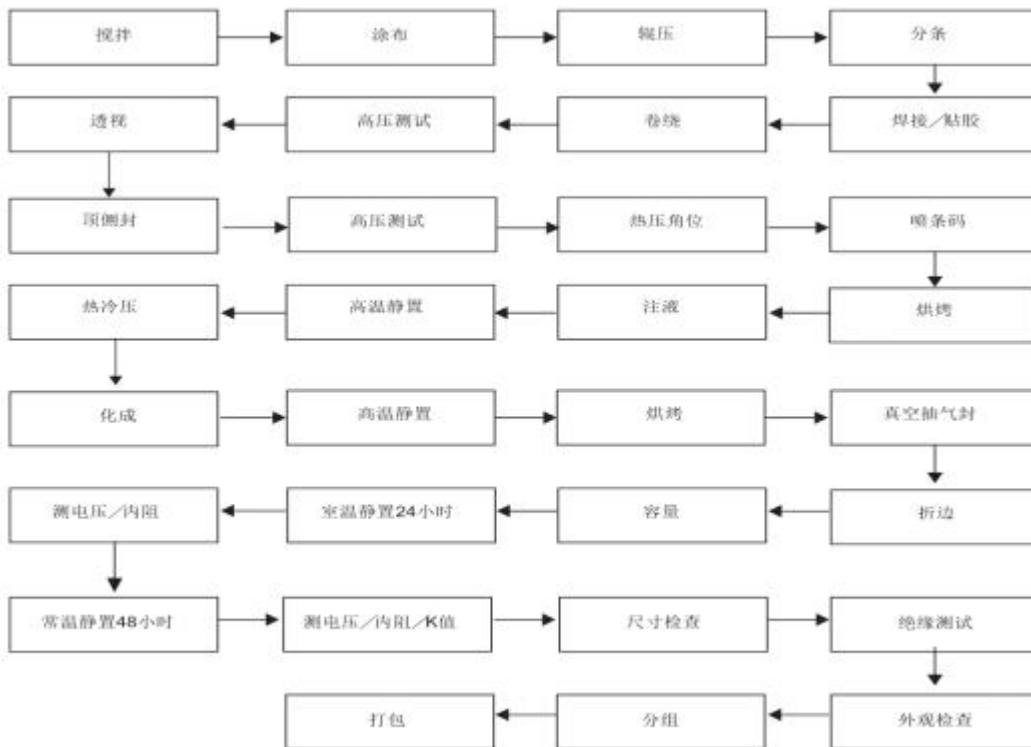 搅拌
涂布
辊压
分条
焊接／贴胶
卷绕
高压测试
透视
顶侧封
高压测试
热压角位
喷条码
烘烤
注液
高温静置
热冷压
化成
高温静置
烘烤
真空抽气封
折边
容量
室温静置24小时
测电压／内阻
常温静置48小时
测电压／内阻／K值
尺寸检查
绝缘测试
外观检查
分组
打包